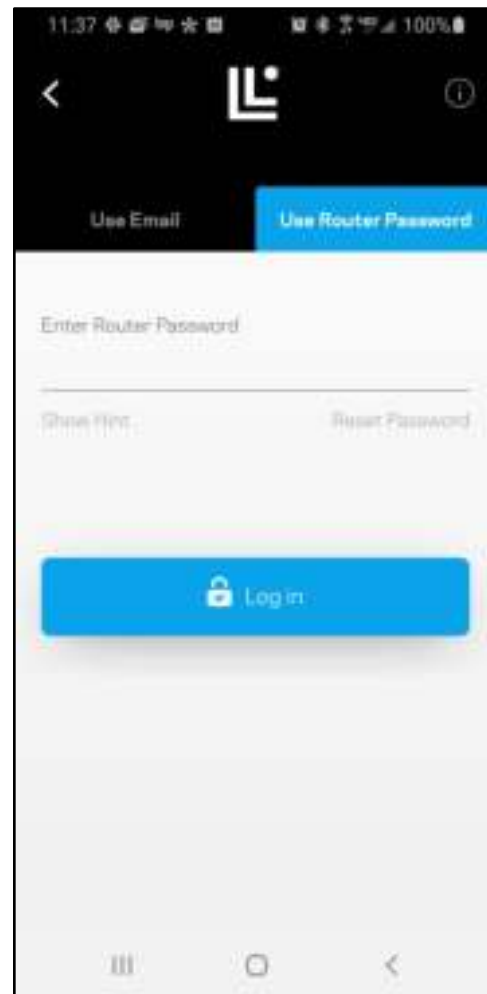 11:37 100%
Use Email Use Router Password
Enter Router Password
Show Hint Reset Password
Log in